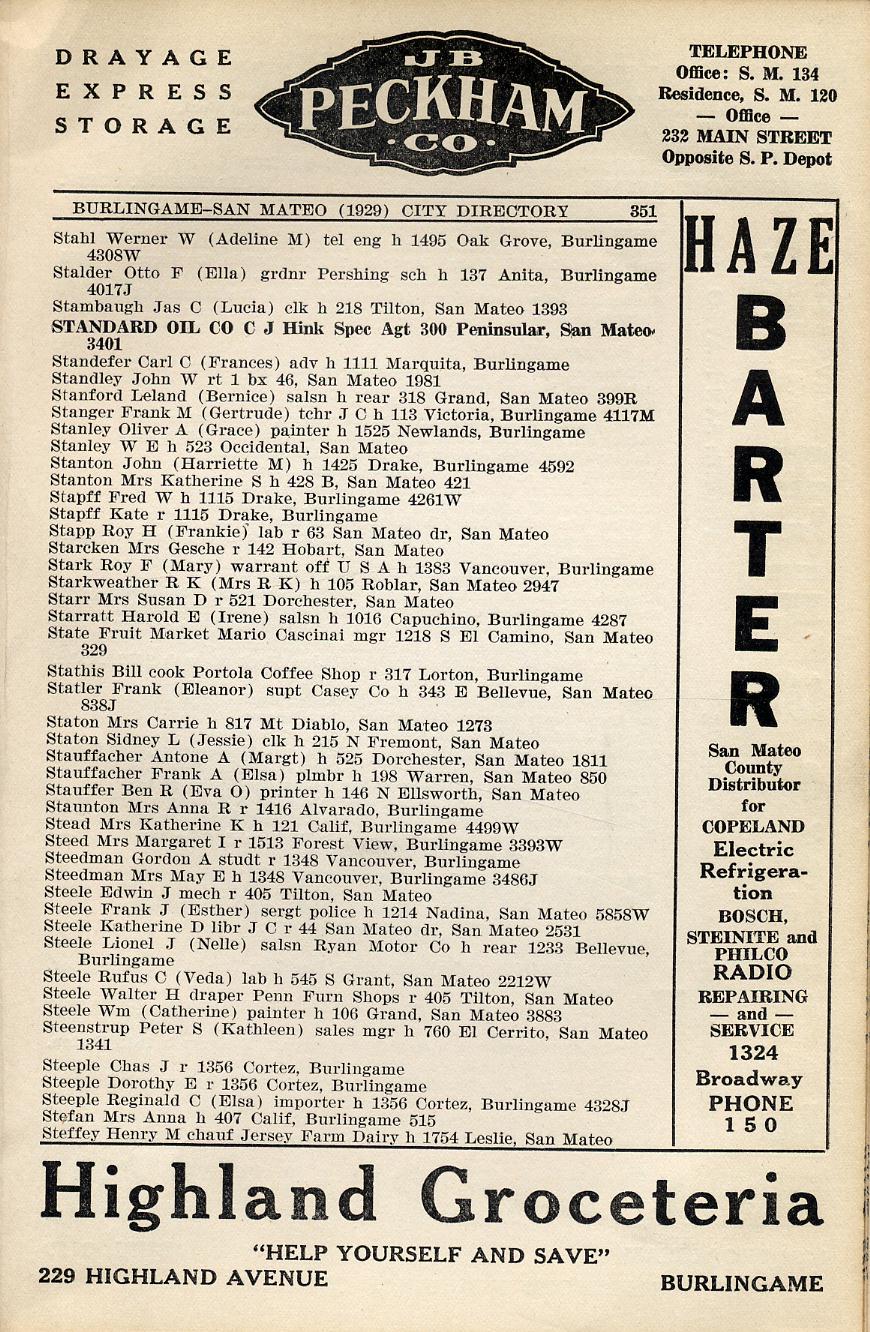 DRAYAGE
EXPRESS
STORAGE
JB
PECKHAM
·CO·
TELEPHONE
Office: S. M. 134
Residence, S. M. 120
— Office —
232 MAIN STREET
Opposite S. P. Depot
BURLINGAME–SAN MATEO (1929) CITY DIRECTORY 351
Stahl Werner W (Adeline M) tel eng h 1495 Oak Grove, Burlingame
4308W
Stalder Otto F (Ella) grdnr Pershing sch h 137 Anita, Burlingame
4017J
Stambaugh Jas C (Lucia) clk h 218 Tilton, San Mateo 1393
STANDARD OIL CO C J Hink Spec Agt 300 Peninsular, San Mateo
3401
Standefer Carl C (Frances) adv h 1111 Marquita, Burlingame
Standley John W rt 1 bx 46, San Mateo 1981
Stanford Leland (Bernice) salsn h rear 318 Grand, San Mateo 399R
Stanger Frank M (Gertrude) tchr J C h 113 Victoria, Burlingame 4117M
Stanley Oliver A (Grace) painter h 1525 Newlands, Burlingame
Stanley W E h 523 Occidental, San Mateo
Stanton John (Harriette M) h 1425 Drake, Burlingame 4592
Stanton Mrs Katherine S h 428 B, San Mateo 421
Stapff Fred W h 1115 Drake, Burlingame 4261W
Stapff Kate r 1115 Drake, Burlingame
Stapp Roy H (Frankie) lab r 63 San Mateo dr, San Mateo
Starcken Mrs Gesche r 142 Hobart, San Mateo
Stark Roy F (Mary) warrant off U S A h 1383 Vancouver, Burlingame
Starkweather R K (Mrs R K) h 105 Roblar, San Mateo 2947
Starr Mrs Susan D r 521 Dorchester, San Mateo
Starratt Harold E (Irene) salsn h 1016 Capuchino, Burlingame 4287
State Fruit Market Mario Cascinai mgr 1218 S El Camino, San Mateo
329
Stathis Bill cook Portola Coffee Shop r 317 Lorton, Burlingame
Statler Frank (Eleanor) supt Casey Co h 343 E Bellevue, San Mateo
838J
Staton Mrs Carrie h 817 Mt Diablo, San Mateo 1273
Staton Sidney L (Jessie) clk h 215 N Fremont, San Mateo
Stauffacher Antone A (Margt) h 525 Dorchester, San Mateo 1811
Stauffacher Frank A (Elsa) plmbr h 198 Warren, San Mateo 850
Stauffer Ben R (Eva O) printer h 146 N Ellsworth, San Mateo
Staunton Mrs Anna R r 1416 Alvarado, Burlingame
Stead Mrs Katherine K h 121 Calif, Burlingame 4499W
Steed Mrs Margaret I r 1513 Forest View, Burlingame 3393W
Steedman Gordon A studt r 1348 Vancouver, Burlingame
Steedman Mrs May E h 1348 Vancouver, Burlingame 3486J
Steele Edwin J mech r 405 Tilton, San Mateo
Steele Frank J (Esther) sergt police h 1214 Nadina, San Mateo 5858W
Steele Katherine D libr J C r 44 San Mateo dr, San Mateo 2531
Steele Lionel J (Nelle) salsn Ryan Motor Co h rear 1233 Bellevue,
Burlingame
Steele Rufus C (Veda) lab h 545 S Grant, San Mateo 2212W
Steele Walter H draper Penn Furn Shops r 405 Tilton, San Mateo
Steele Wm (Catherine) painter h 106 Grand, San Mateo 3883
Steenstrup Peter S (Kathleen) sales mgr h 760 El Cerrito, San Mateo
1341
Steeple Chas J r 1356 Cortez, Burlingame
Steeple Dorothy E r 1356 Cortez, Burlingame
Steeple Reginald C (Elsa) importer h 1356 Cortez, Burlingame 4328J
Stefan Mrs Anna h 407 Calif, Burlingame 515
Steffey Henry M chauf Jersey Farm Dairy h 1754 Leslie, San Mateo
HAZE
B
A
R
T
E
R
San Mateo
County
Distributor
for
COPELAND
Electric
Refrigera-
tion
BOSCH,
STEINITE and
PHILCO
RADIO
REPAIRING
— and —
SERVICE
1324
Broadway
PHONE
150
Highland Groceteria
"HELP YOURSELF AND SAVE"
229 HIGHLAND AVENUE BURLINGAME